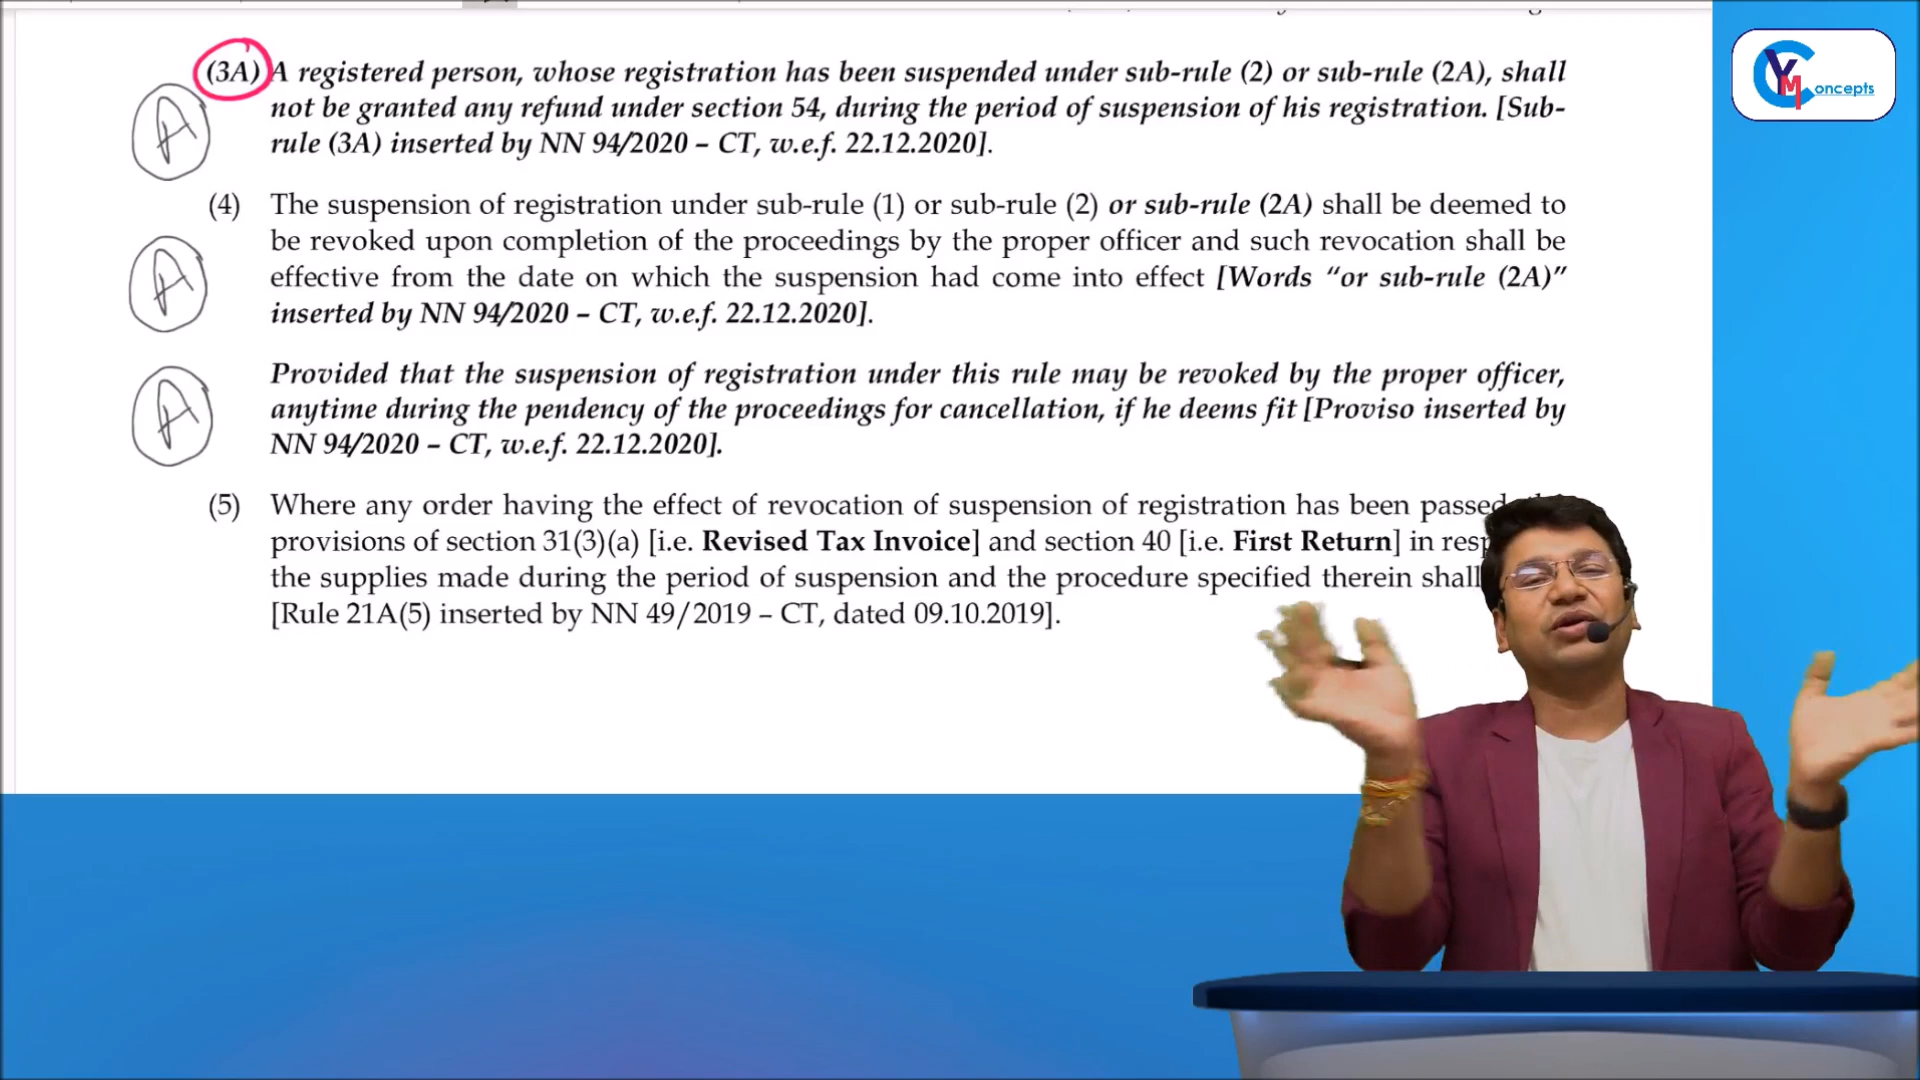 (3A) A registered person, whose registration has been suspended under sub-rule (2) or sub-rule (2A), shall
not be granted any refund under section 54, during the period of suspension of his registration. [Sub-
rule (3A) inserted by NN 94/2020 – CT, w.e.f. 22.12.2020].
A
(4) The suspension of registration under sub-rule (1) or sub-rule (2) or sub-rule (2A) shall be deemed to
be revoked upon completion of the proceedings by the proper officer and such revocation shall be
effective from the date on which the suspension had come into effect [Words “or sub-rule (2A)”
inserted by NN 94/2020 – CT, w.e.f. 22.12.2020].
A
Provided that the suspension of registration under this rule may be revoked by the proper officer,
anytime during the pendency of the proceedings for cancellation, if he deems fit [Proviso inserted by
NN 94/2020 – CT, w.e.f. 22.12.2020].
A
(5) Where any order having the effect of revocation of suspension of registration has been passed
provisions of section 31(3)(a) [i.e. Revised Tax Invoice] and section 40 [i.e. First Return] in
the supplies made during the period of suspension and the procedure specified therein shall
[Rule 21A(5) inserted by NN 49/2019 – CT, dated 09.10.2019].
YM Concepts